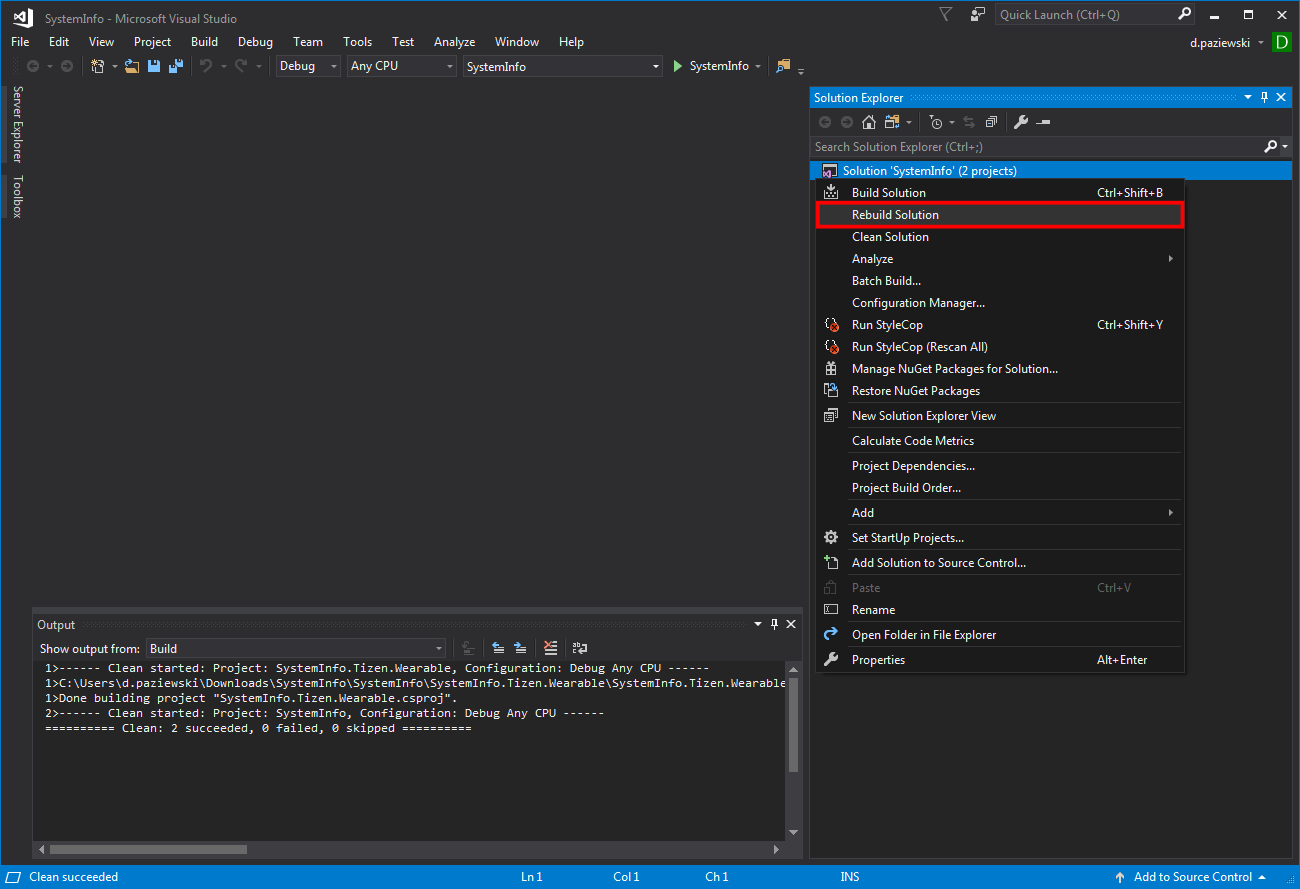 SystemInfo - Microsoft Visual Studio
Quick Launch (Ctrl+Q)
File Edit View Project Build Debug Team Tools Test Analyze Window Help
d.paziewski D
Debug Any CPU SystemInfo SystemInfo
Server Explorer
Toolbox
Solution Explorer
Search Solution Explorer (Ctrl+;)
Solution 'SystemInfo' (2 projects)
Build Solution Ctrl+Shift+B
Rebuild Solution
Clean Solution
Analyze
Batch Build...
Configuration Manager...
Run StyleCop Ctrl+Shift+Y
Run StyleCop (Rescan All)
Manage NuGet Packages for Solution...
Restore NuGet Packages
New Solution Explorer View
Calculate Code Metrics
Project Dependencies...
Project Build Order...
Add
Set StartUp Projects...
Add Solution to Source Control...
Paste Ctrl+V
Rename
Open Folder in File Explorer
Properties Alt+Enter
Output
Show output from: Build
1>------ Clean started: Project: SystemInfo.Tizen.Wearable, Configuration: Debug Any CPU ------
1>C:\Users\d.paziewski\Downloads\SystemInfo\SystemInfo\SystemInfo.Tizen.Wearable\SystemInfo.Tizen.Wearable
1>Done building project "SystemInfo.Tizen.Wearable.csproj".
2>------ Clean started: Project: SystemInfo, Configuration: Debug Any CPU ------
========== Clean: 2 succeeded, 0 failed, 0 skipped ==========
Clean succeeded Ln 1 Col 1 Ch 1 INS Add to Source Control